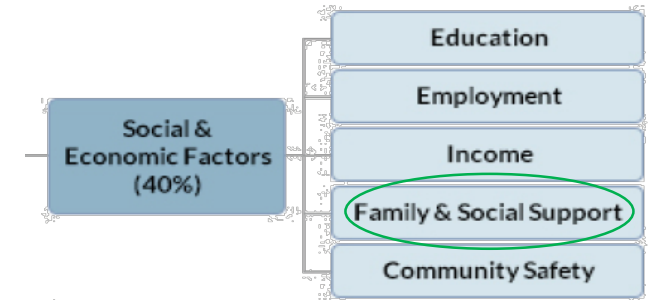 Education
Employment
Social &
Economic Factors
(40%)
Income
Family & Social Support
Community Safety